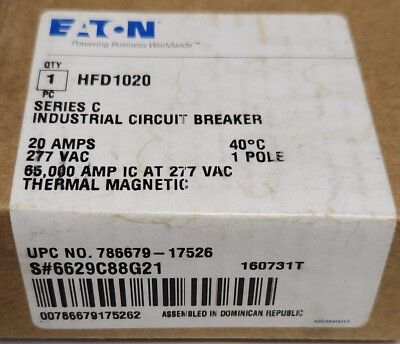 EATON
Powering Business Worldwide™
QTY
1 HFD1020
PC
SERIES C
INDUSTRIAL CIRCUIT BREAKER
20 AMPS 40°C
277 VAC 1 POLE
65,000 AMP IC AT 277 VAC
THERMAL MAGNETIC
UPC NO. 786679-17526
S#6629C88G21 160731T
00786679175262 ASSEMBLED IN DOMINICAN REPUBLIC